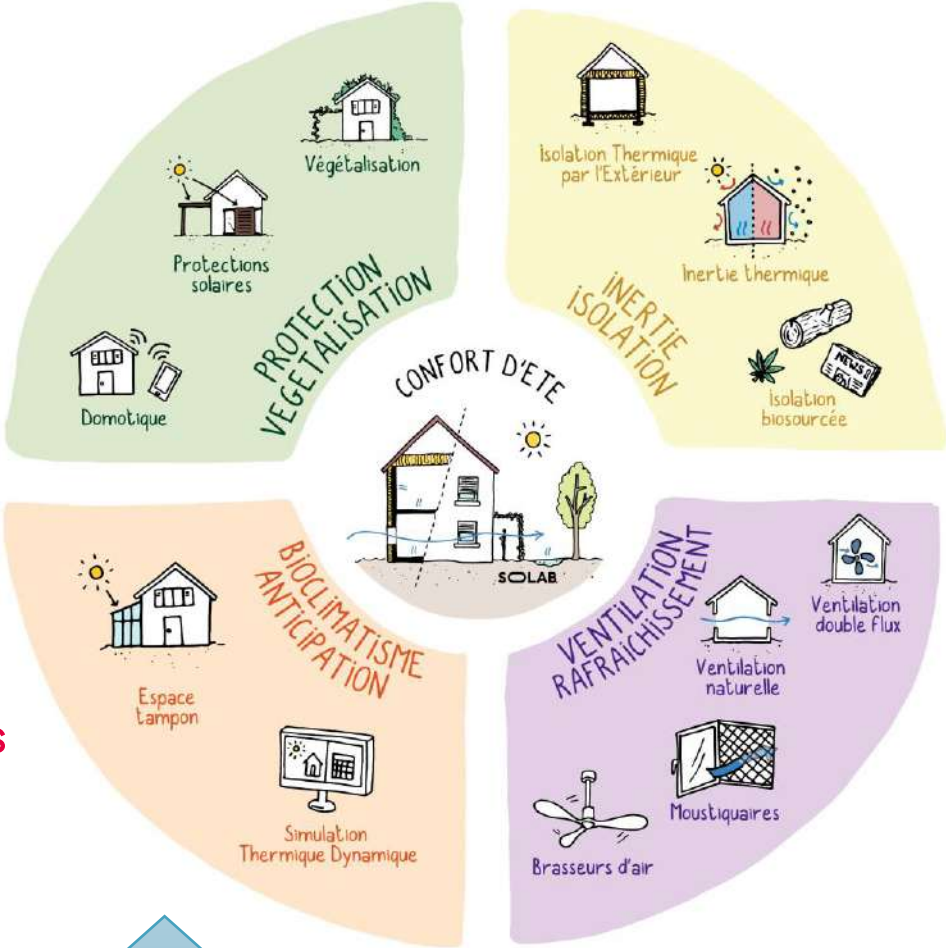 Végétalisation
Protections
solaires
Domotique
PROTECTION
VEGETALISATION
Isolation Thermique
par l'Extérieur
Inertie thermique
NEWS
Isolation
biosourcée
INERTIE
ISOLATION
CONFORT D'ETE
SOLAB
BIOCLIMATISME
ANTICIPATION
Espace
tampon
Simulation
Thermique Dynamique
VENTILATION
RAFRAICHISSEMENT
Ventilation
double flux
Ventilation
naturelle
Moustiquaires
Brasseurs d'air
s